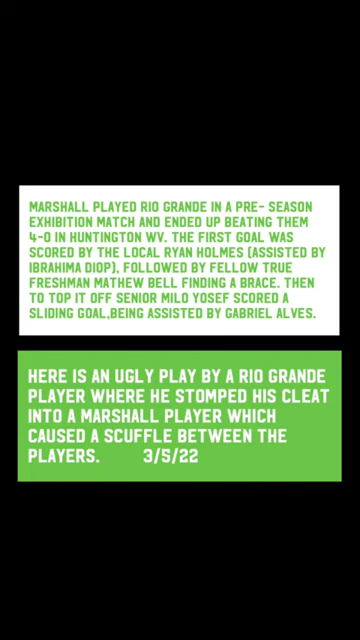 MARSHALL PLAYED RIO GRANDE IN A PRE- SEASON
EXHIBITION MATCH AND ENDED UP BEATING THEM
4-0 IN HUNTINGTON WV. THE FIRST GOAL WAS
SCORED BY THE LOCAL RYAN HOLMES (ASSISTED BY
IBRAHIMA DIOP), FOLLOWED BY FELLOW TRUE
FRESHMAN MATHEW BELL FINDING A BRACE. THEN
TO TOP IT OFF SENIOR MILO YOSEF SCORED A
SLIDING GOAL,BEING ASSISTED BY GABRIEL ALVES.
HERE IS AN UGLY PLAY BY A RIO GRANDE
PLAYER WHERE HE STOMPED HIS CLEAT
INTO A MARSHALL PLAYER WHICH
CAUSED A SCUFFLE BETWEEN THE
PLAYERS. 3/5/22